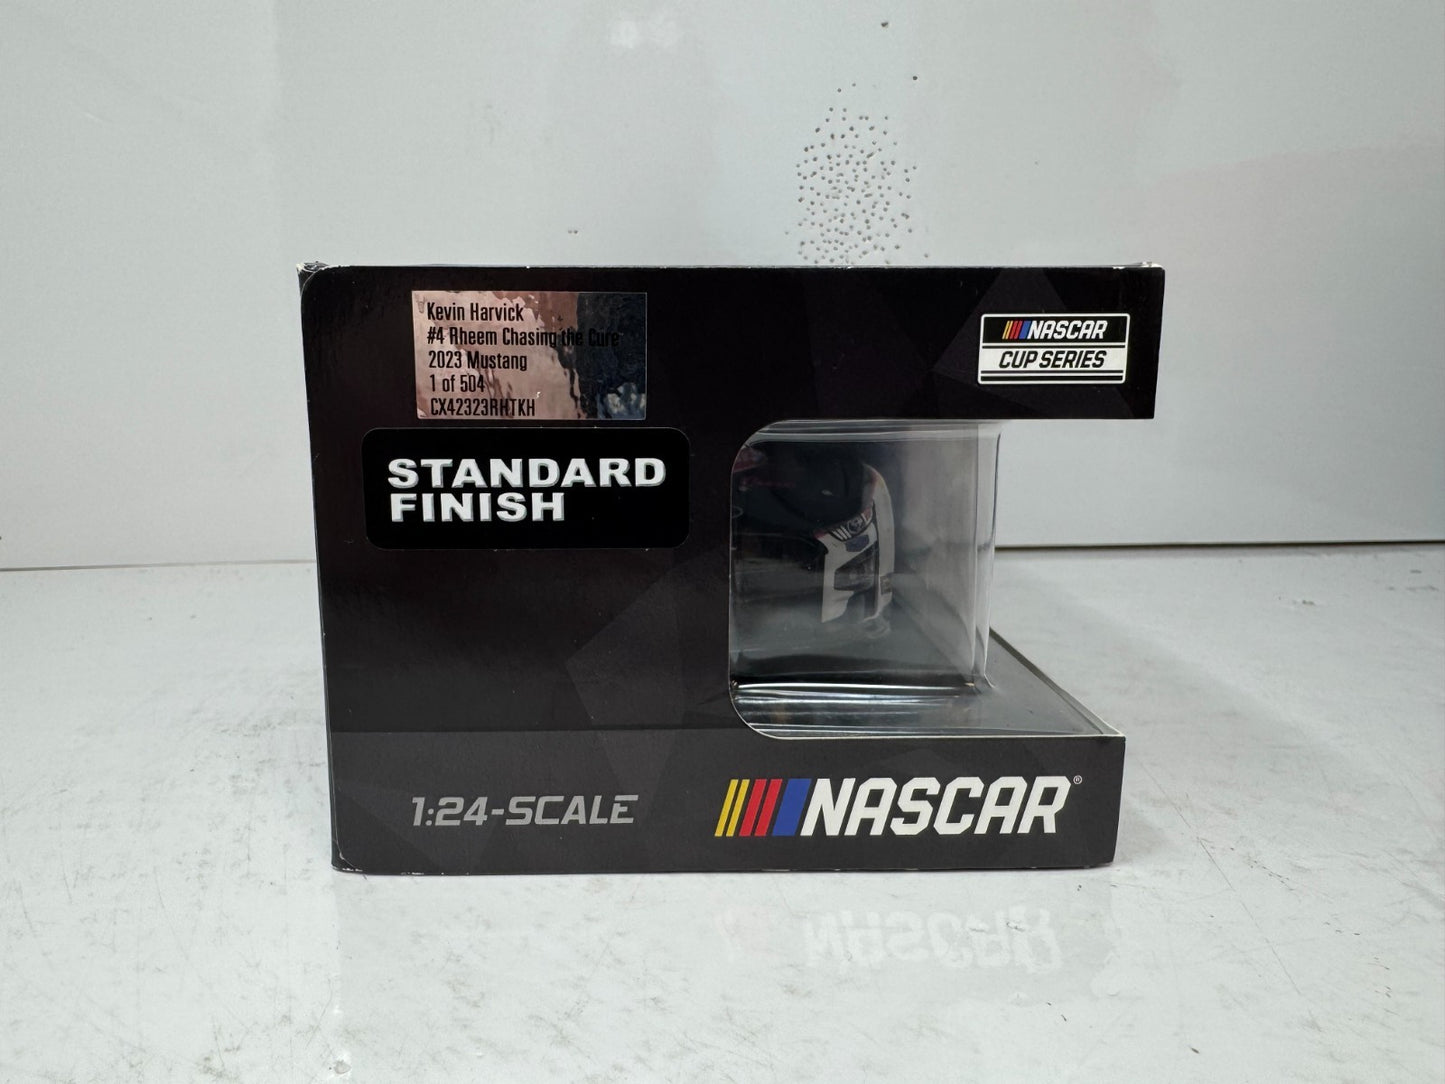 Kevin Harvick
#4 Rheem Chasing the Cure
2023 Mustang
1 of 504
CX42323RHTKH
NASCAR
CUP SERIES
STANDARD
FINISH
1:24-SCALE
NASCAR®